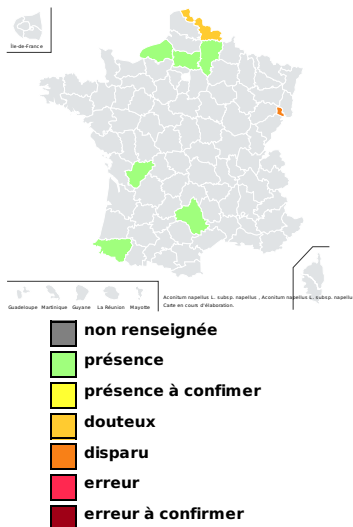 Île-de-France
Guadeloupe Martinique Guyane La Réunion Mayotte
Aconitum napellus L. subsp. napellus , Aconitum napellus L. subsp. napellu
Carte en cours d'élaboration.
non renseignée
présence
présence à confimer
douteux
disparu
erreur
erreur à confirmer